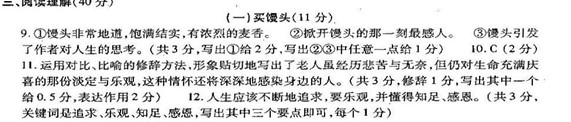 三、阅读理解(40分)
(一)买馒头(11分)
9.①馒头非常地道,饱满结实,有浓烈的麦香。 ②掀开馒头的那一刻最感人。 ③馒头引发
了作者对人生的思考。(共3分,写出①给2分,写出②③中任意一点给1分) 10.C(2分)
11.运用对比、比喻的修辞方法,形象贴切地写出了老人虽经历悲苦与无奈,但仍对生命充满庆
喜的那份淡定与乐观,这种情怀还将深深地感染身边的人。(共3分,修辞1分,写出其中一个
给0.5分,表达作用2分) 12.人生应该不断地追求,要乐观,并懂得知足、感恩。(共3分,
关键词是追求、乐观、知足、感恩,写出其中三个要点即可,每个1分)